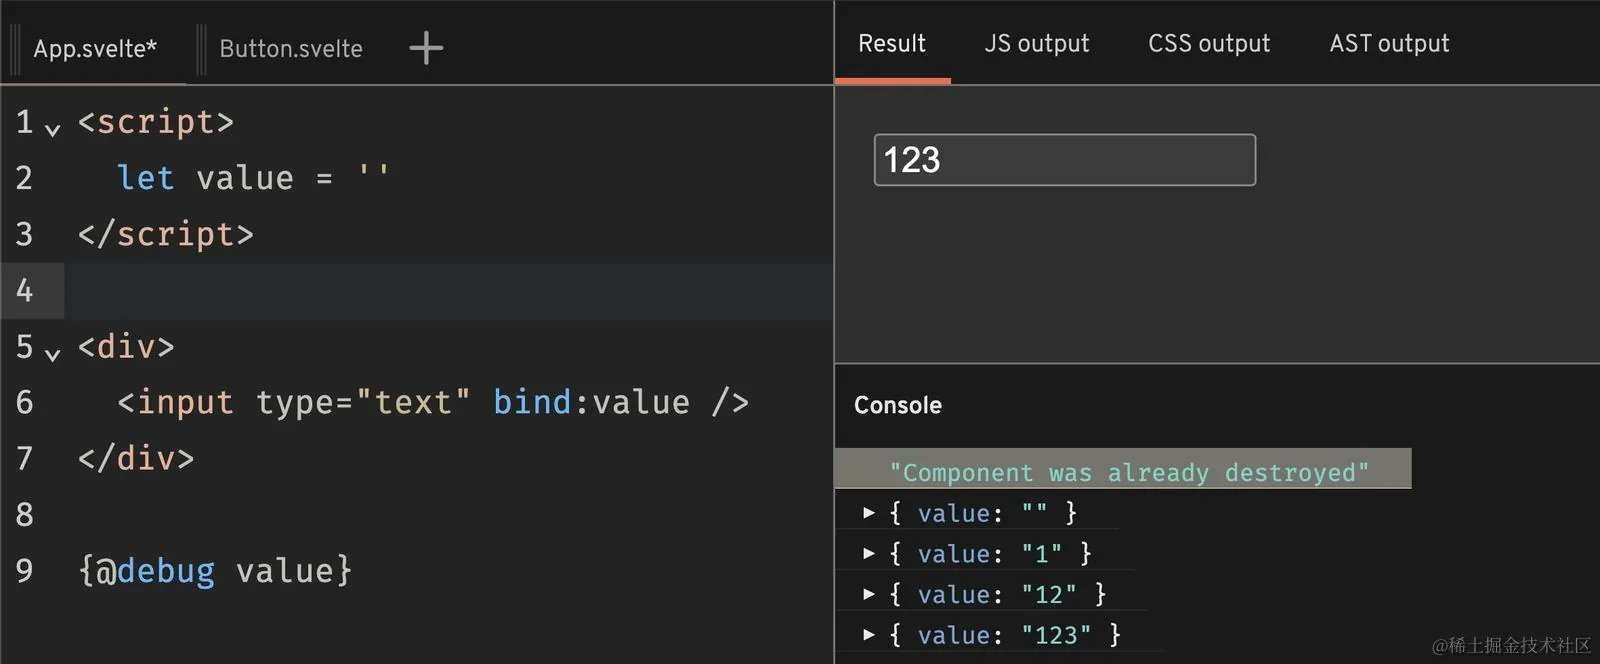 App.svelte*
Button.svelte
+
1 <script>
2   let value = ''
3 </script>
4
5 <div>
6   <input type="text" bind:value />
7 </div>
8
9 {@debug value}
Result
JS output
CSS output
AST output
123
Console
"Component was already destroyed"
▶ { value: "" }
▶ { value: "1" }
▶ { value: "12" }
▶ { value: "123" }
@稀土掘金技术社区